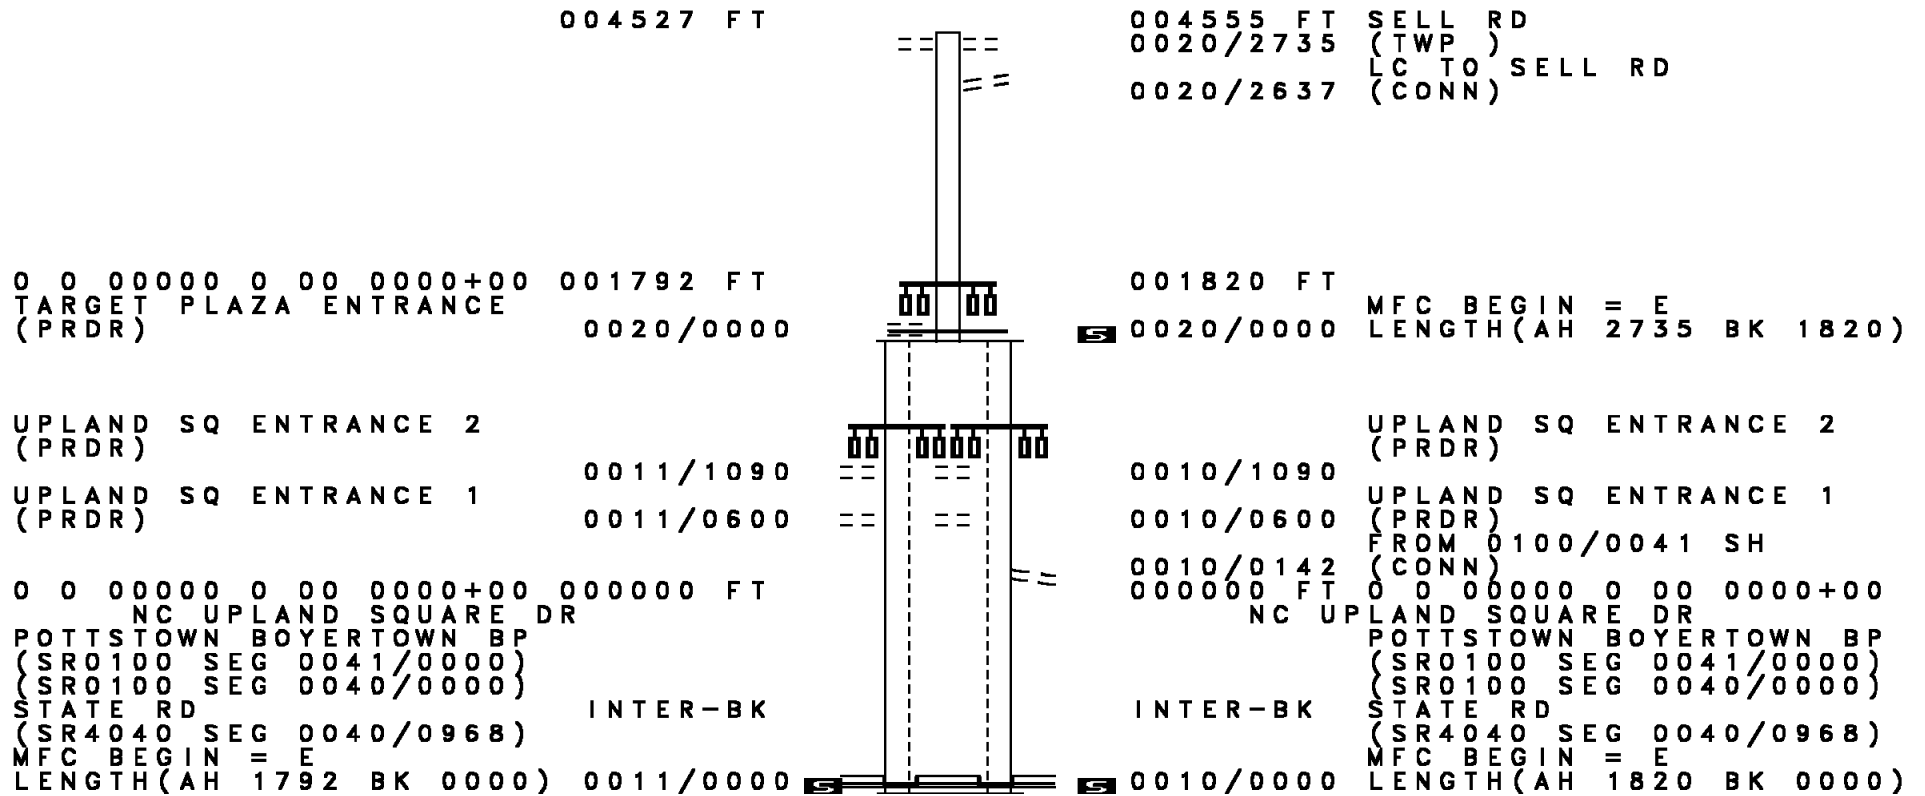 004527 FT 004555 FT SELL RD
0020/2735 (TWP )
LC TO SELL RD
0020/2637 (CONN)
0 0 00000 0 00 0000+00 001792 FT 001820 FT
TARGET PLAZA ENTRANCE MFC BEGIN = E
(PRDR) 0020/0000 S 0020/0000 LENGTH(AH 2735 BK 1820)
UPLAND SQ ENTRANCE 2 UPLAND SQ ENTRANCE 2
(PRDR) (PRDR)
0011/1090 0010/1090
UPLAND SQ ENTRANCE 1 UPLAND SQ ENTRANCE 1
(PRDR) 0011/0600 0010/0600 (PRDR)
FROM 0100/0041 SH
0010/0142 (CONN)
0 0 00000 0 00 0000+00 000000 FT 000000 FT 0 0 00000 0 00 0000+00
NC UPLAND SQUARE DR NC UPLAND SQUARE DR
POTTSTOWN BOYERTOWN BP POTTSTOWN BOYERTOWN BP
(SR0100 SEG 0041/0000) (SR0100 SEG 0041/0000)
(SR0100 SEG 0040/0000) (SR0100 SEG 0040/0000)
STATE RD INTER-BK INTER-BK STATE RD
(SR4040 SEG 0040/0968) (SR4040 SEG 0040/0968)
MFC BEGIN = E MFC BEGIN = E
LENGTH(AH 1792 BK 0000) 0011/0000 S S 0010/0000 LENGTH(AH 1820 BK 0000)